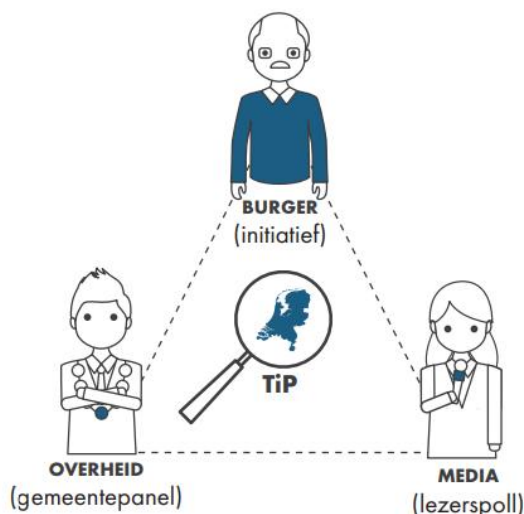 BURGER
(initiatief)
TiP
OVERHEID
(gemeentepanel)
MEDIA
(lezerspoll)